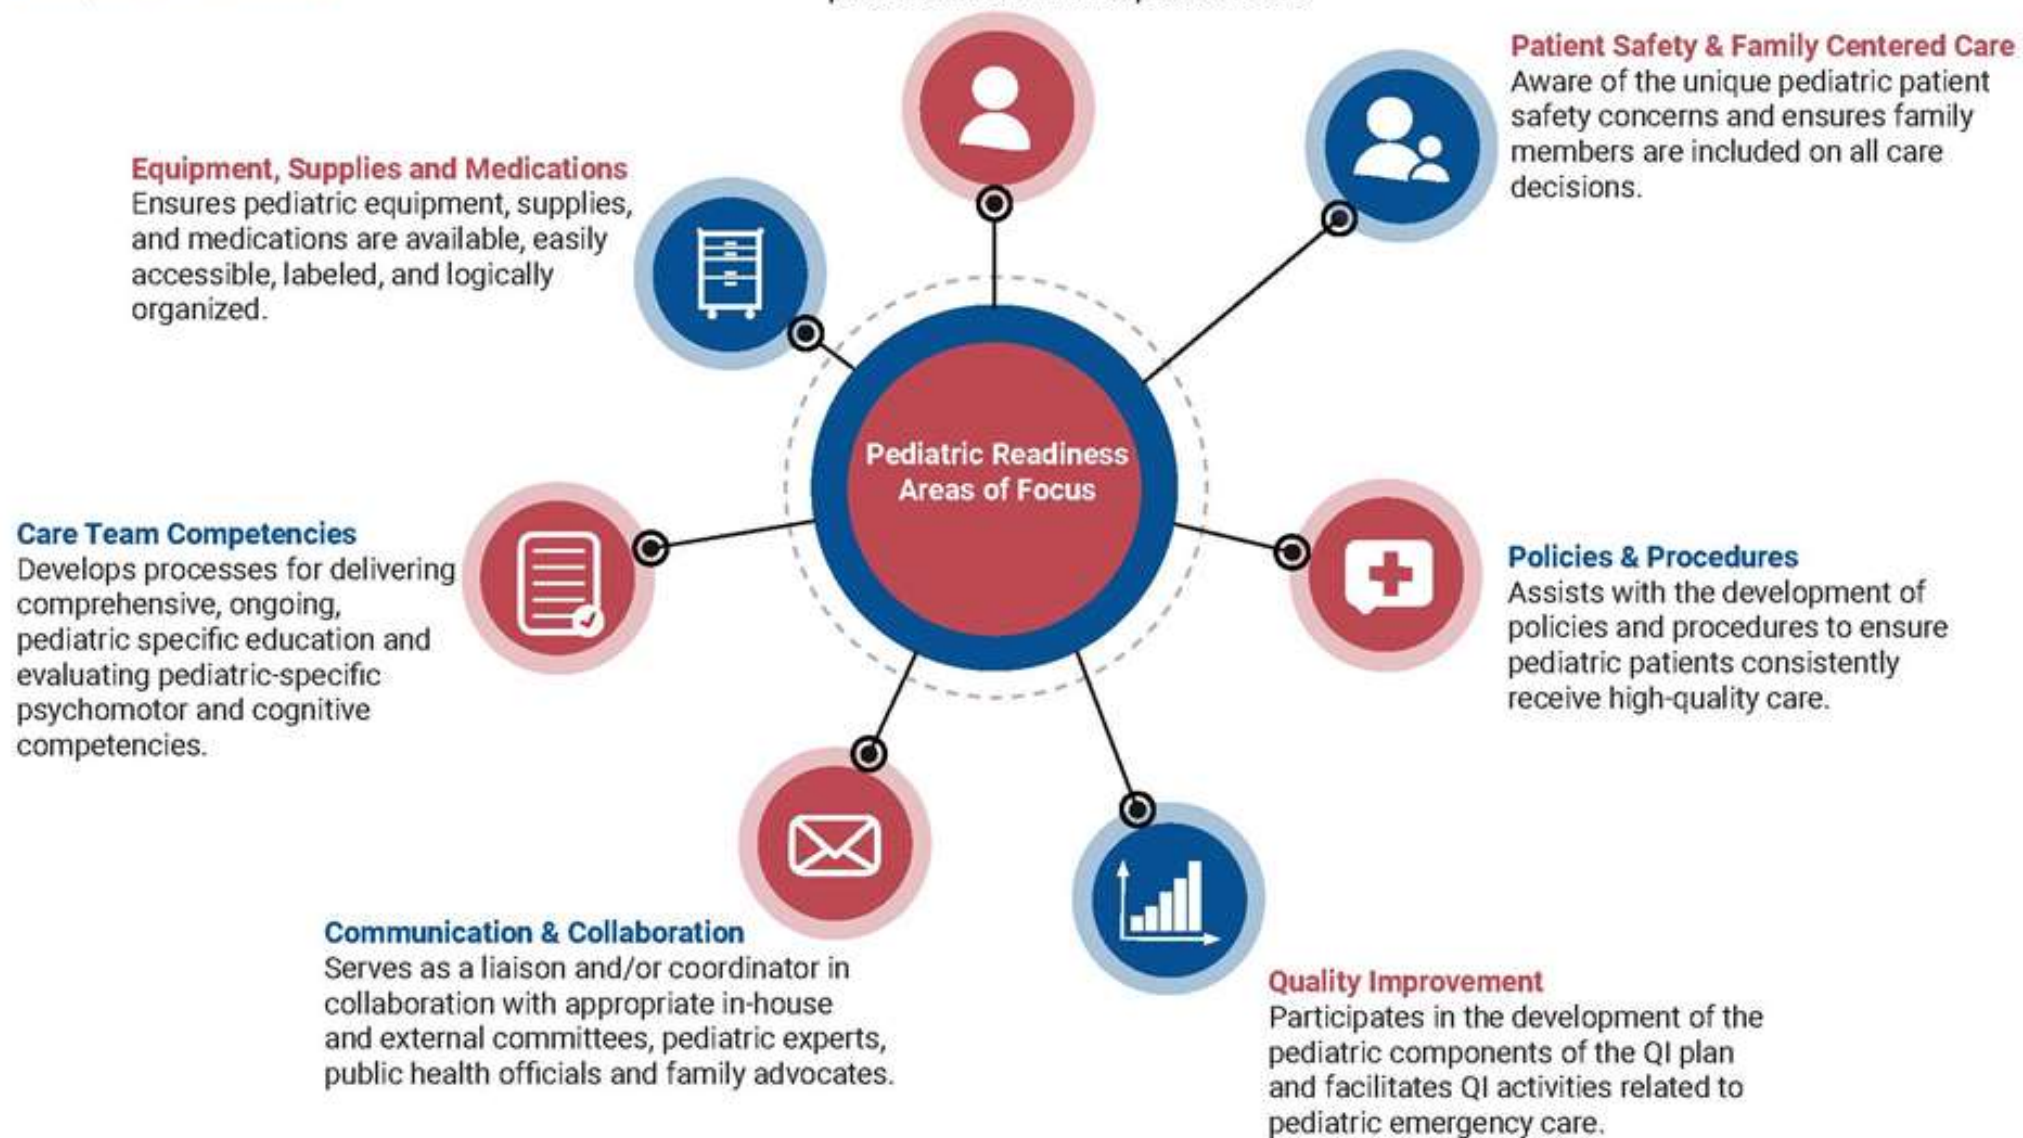 Patient Safety & Family Centered Care
Aware of the unique pediatric patient
safety concerns and ensures family
members are included on all care
decisions.
Equipment, Supplies and Medications
Ensures pediatric equipment, supplies,
and medications are available, easily
accessible, labeled, and logically
organized.
Pediatric Readiness
Areas of Focus
Care Team Competencies
Develops processes for delivering
comprehensive, ongoing,
pediatric specific education and
evaluating pediatric-specific
psychomotor and cognitive
competencies.
Policies & Procedures
Assists with the development of
policies and procedures to ensure
pediatric patients consistently
receive high-quality care.
Communication & Collaboration
Serves as a liaison and/or coordinator in
collaboration with appropriate in-house
and external committees, pediatric experts,
public health officials and family advocates.
Quality Improvement
Participates in the development of the
pediatric components of the QI plan
and facilitates QI activities related to
pediatric emergency care.